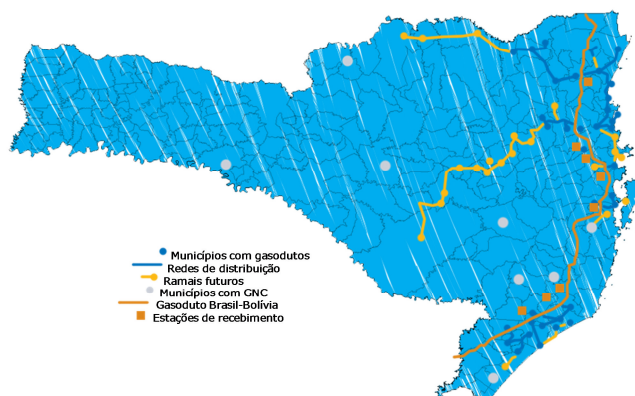 Municípios com gasodutos
Redes de distribuição
Ramais futuros
Municípios com GNC
Gasoduto Brasil-Bolívia
Estações de recebimento